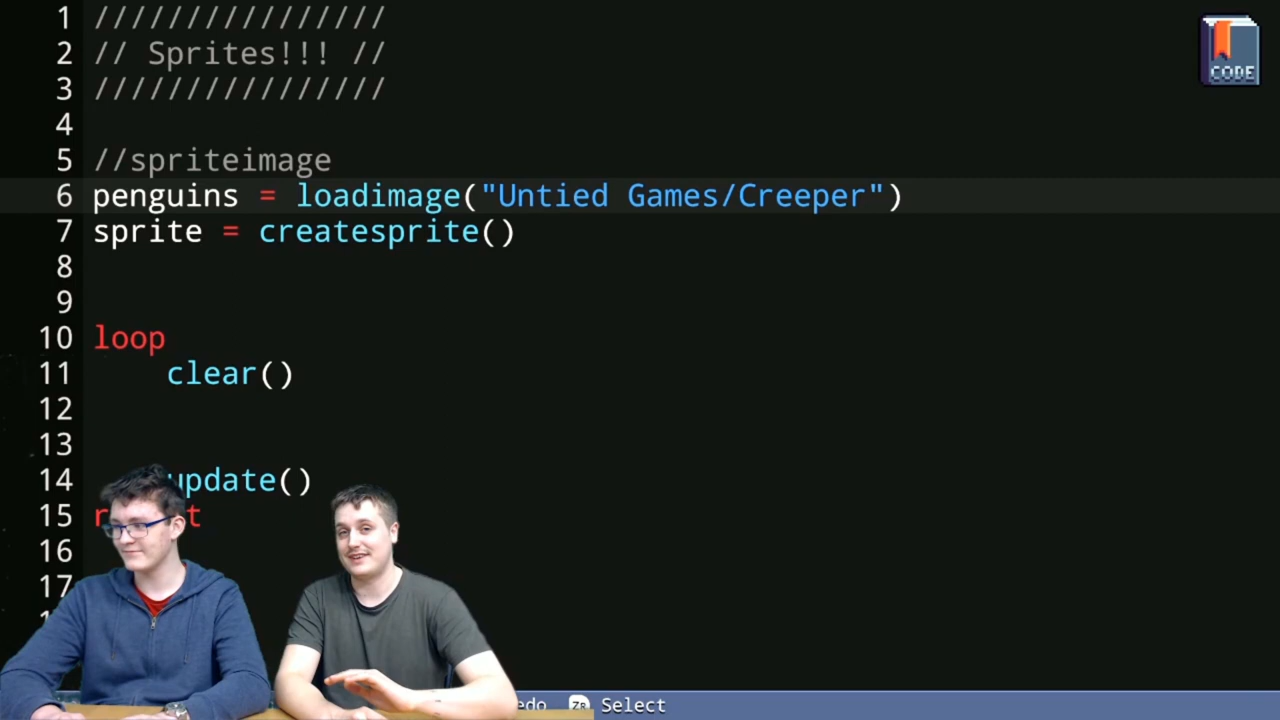 1 ////////////////
2 // Sprites!!! //
3 ////////////////
4
5 //spriteimage
6 penguins = loadimage("Untied Games/Creeper")
7 sprite = createsprite()
8
9
10 loop
11 clear()
12
13
14 update()
15
16
17
ZR Select
CODE